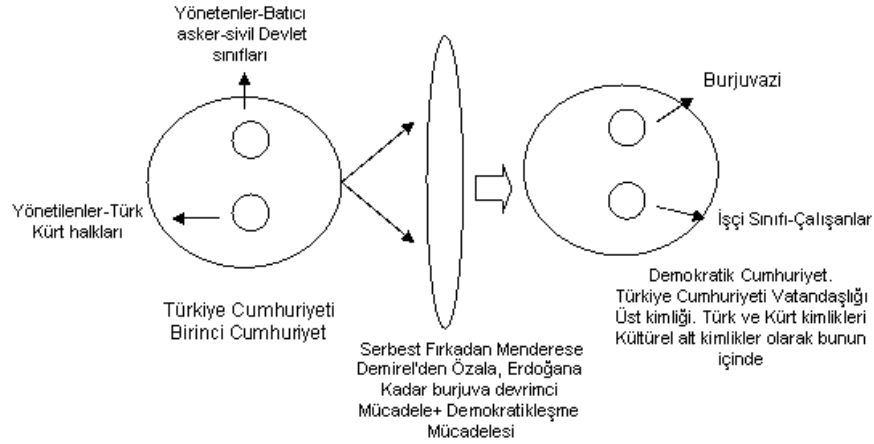 Yönetenler-Batıcı
asker-sivil Devlet
sınıfları
Yönetilenler-Türk
Kürt halkları
Türkiye Cumhuriyeti
Birinci Cumhuriyet
Serbest Fırkadan Menderese
Demirel'den Özala, Erdoğana
Kadar burjuva devrimci
Mücadele+ Demokratikleşme
Mücadelesi
Burjuvazi
İşçi Sınıfı-Çalışanlar
Demokratik Cumhuriyet.
Türkiye Cumhuriyeti Vatandaşlığı
Üst kimliği. Türk ve Kürt kimlikleri
Kültürel alt kimlikler olarak bunun
içinde